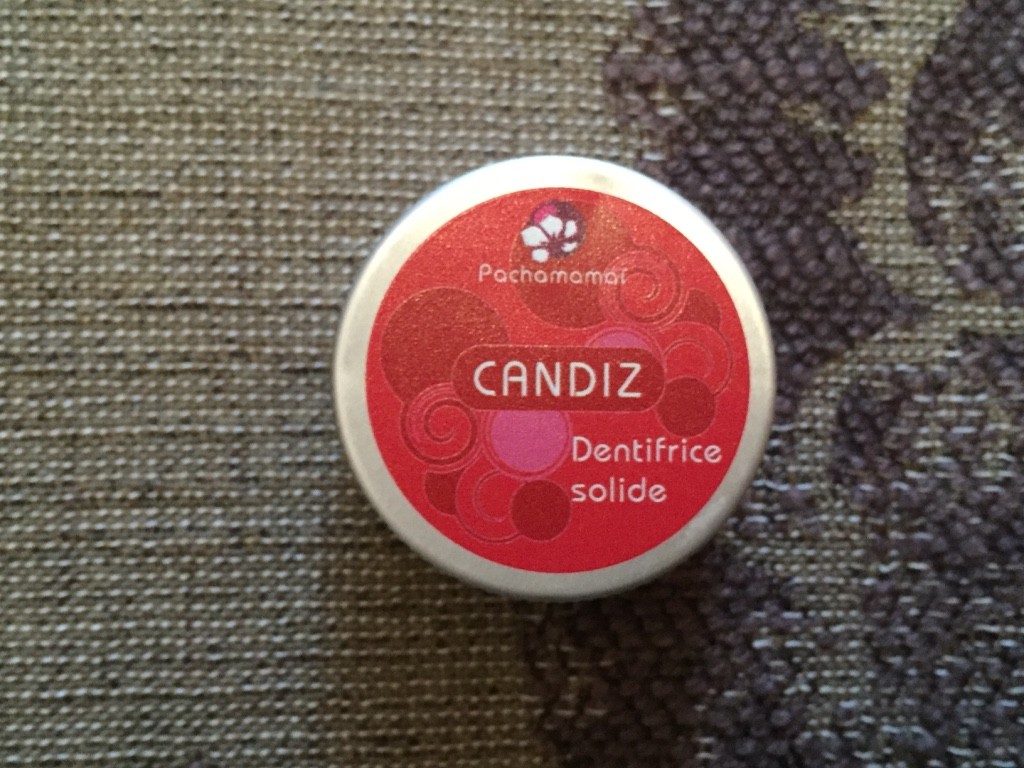 Pachamamaï
CANDIZ
Dentifrice
solide